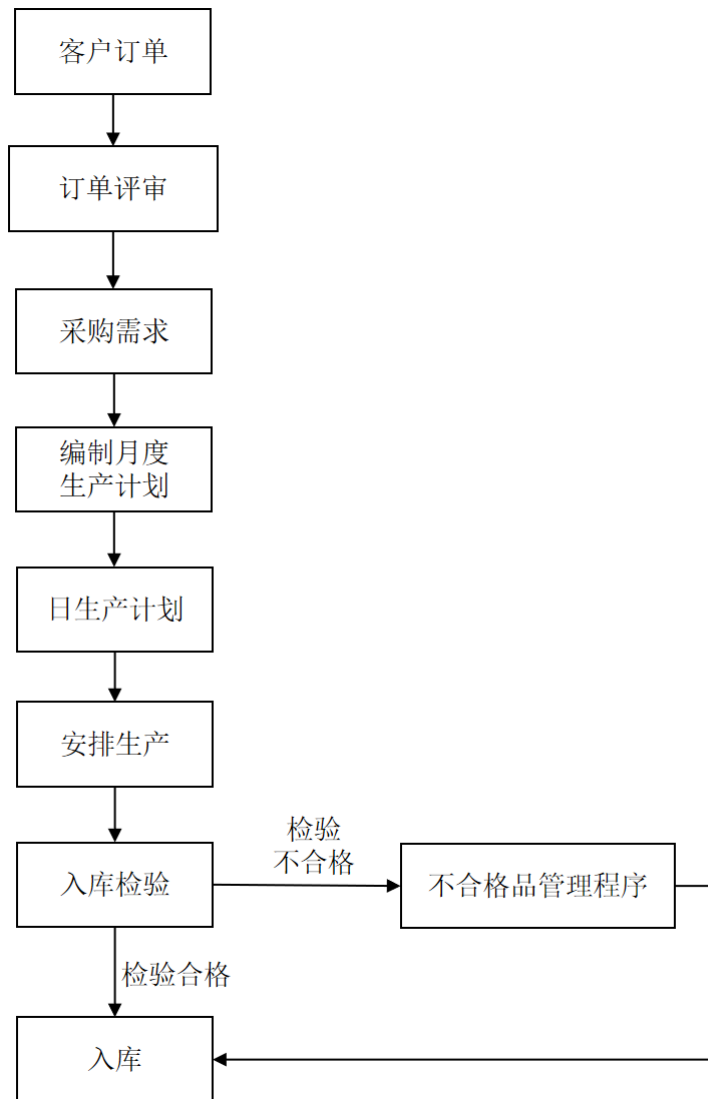 客户订单
订单评审
采购需求
编制月度
生产计划
日生产计划
安排生产
检验
不合格
入库检验
不合格品管理程序
检验合格
入库